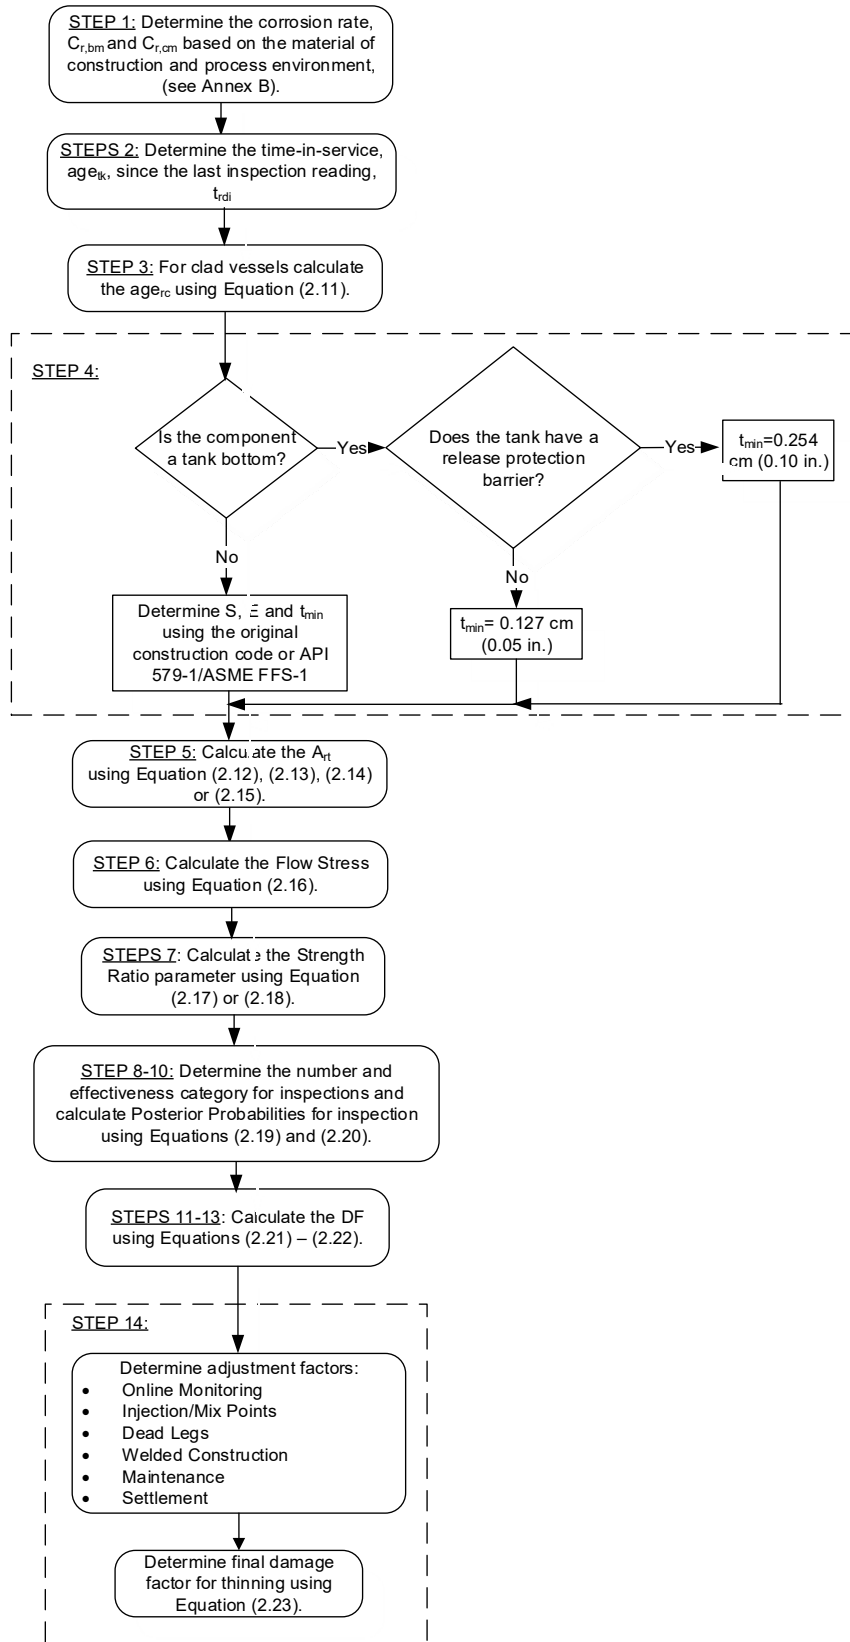 STEP 1: Determine the corrosion rate,
Cr,bm and Cr,cm based on the material of
construction and process environment,
(see Annex B).
STEPS 2: Determine the time-in-service,
agetk, since the last inspection reading,
trdi
STEP 3: For clad vessels calculate
the agerc using Equation (2.11).
STEP 4:
Is the component
a tank bottom?
Yes
Does the tank have a
release protection
barrier?
Yes
tmin=0.254
cm (0.10 in.)
No
No
Determine S, E and tmin
using the original
construction code or API
579-1/ASME FFS-1
tmin= 0.127 cm
(0.05 in.)
STEP 5: Calculate the Art
using Equation (2.12), (2.13), (2.14)
or (2.15).
STEP 6: Calculate the Flow Stress
using Equation (2.16).
STEPS 7: Calculate the Strength
Ratio parameter using Equation
(2.17) or (2.18).
STEP 8-10: Determine the number and
effectiveness category for inspections and
calculate Posterior Probabilities for inspection
using Equations (2.19) and (2.20).
STEPS 11-13: Calculate the DF
using Equations (2.21) – (2.22).
STEP 14:
Determine adjustment factors:
• Online Monitoring
• Injection/Mix Points
• Dead Legs
• Welded Construction
• Maintenance
• Settlement
Determine final damage
factor for thinning using
Equation (2.23).